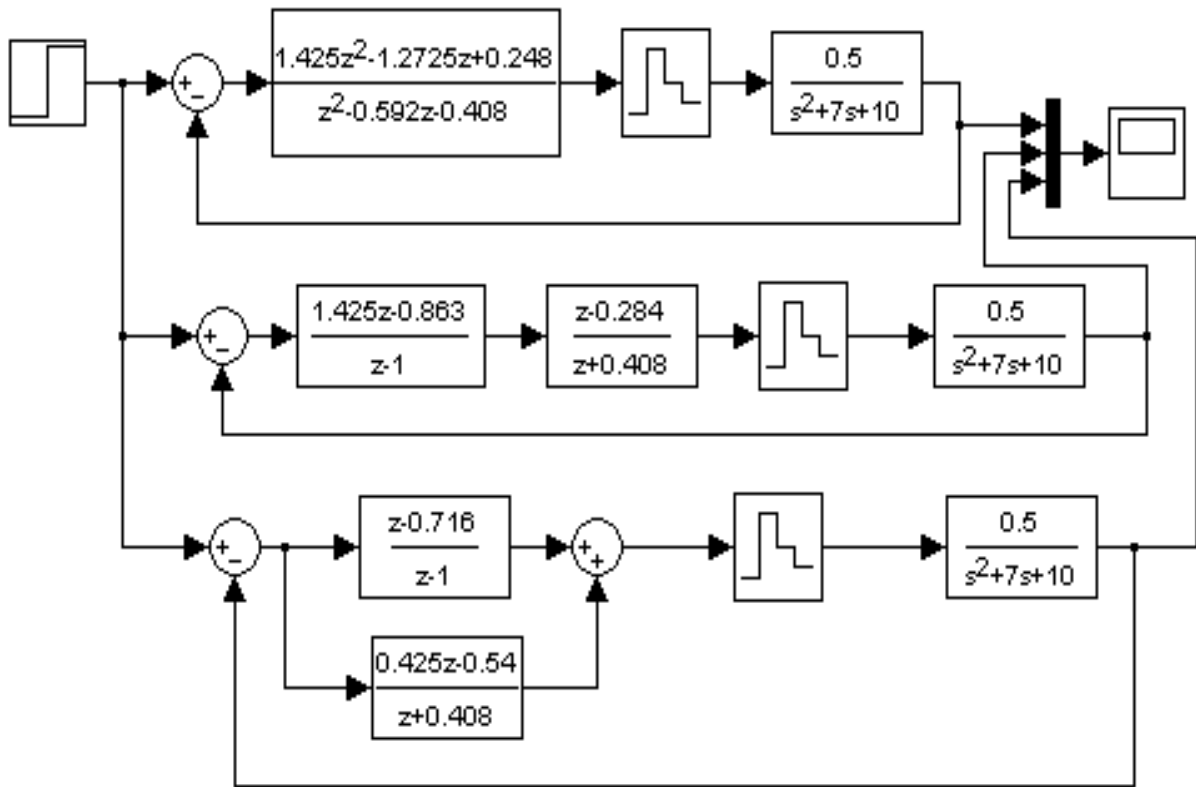 +
−
1.425z²-1.2725z+0.248
z²-0.592z-0.408
0.5
s²+7s+10
+
−
1.425z-0.863
z-1
z-0.284
z+0.408
0.5
s²+7s+10
+
−
z-0.716
z-1
+
+
0.5
s²+7s+10
0.425z-0.54
z+0.408